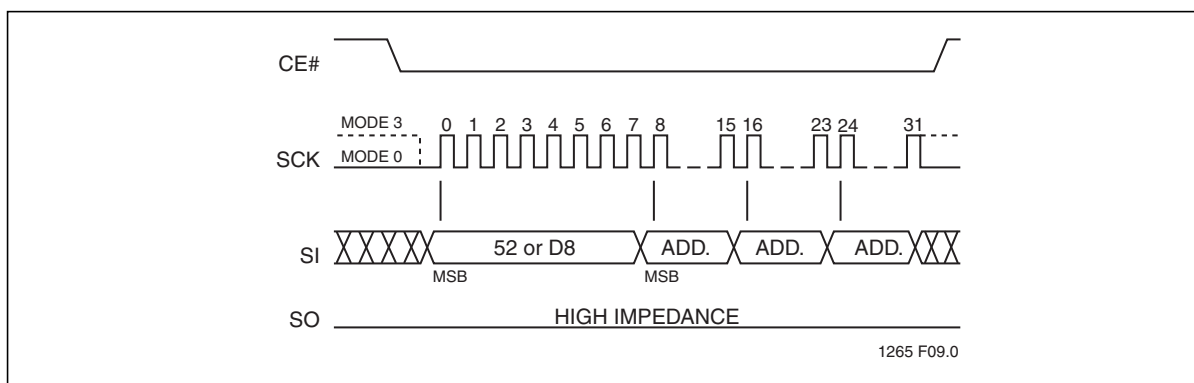 CE#
MODE 3
0 1 2 3 4 5 6 7 8 15 16 23 24 31
SCK
MODE 0
SI
52 or D8 ADD. ADD. ADD.
MSB MSB
SO
HIGH IMPEDANCE
1265 F09.0